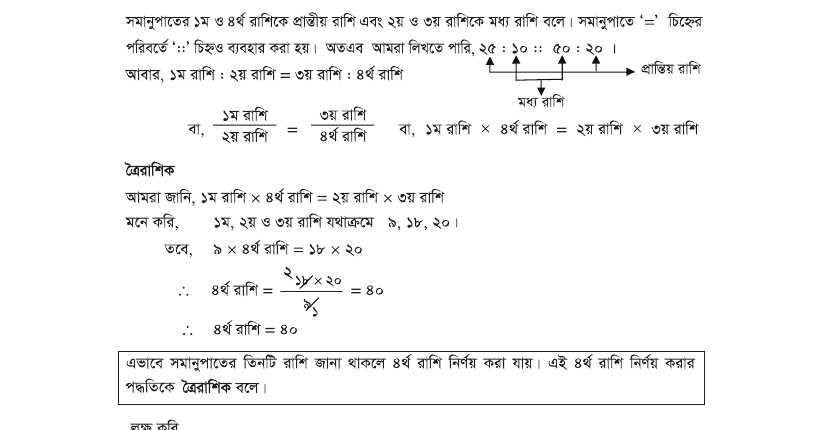 সমানুপাতের ১ম ও ৪র্থ রাশিকে প্রান্তীয় রাশি এবং ২য় ও ৩য় রাশিকে মধ্য রাশি বলে। সমানুপাতে ‘=’ চিহ্নের
পরিবর্তে ‘::’ চিহ্নও ব্যবহার করা হয়। অতএব আমরা লিখতে পারি, ২৫ : ১০ :: ৫০ : ২০ ।
প্রান্তিয় রাশি
আবার, ১ম রাশি : ২য় রাশি = ৩য় রাশি : ৪র্থ রাশি
মধ্য রাশি
বা, ১ম রাশি / ২য় রাশি = ৩য় রাশি / ৪র্থ রাশি বা, ১ম রাশি × ৪র্থ রাশি = ২য় রাশি × ৩য় রাশি
ত্রৈরাশিক
আমরা জানি, ১ম রাশি × ৪র্থ রাশি = ২য় রাশি × ৩য় রাশি
মনে করি, ১ম, ২য় ও ৩য় রাশি যথাক্রমে ৯, ১৮, ২০।
তবে, ৯ × ৪র্থ রাশি = ১৮ × ২০
২
∴ ৪র্থ রাশি = ১৮ × ২০ / ৯ ১ = ৪০
∴ ৪র্থ রাশি = ৪০
এভাবে সমানুপাতের তিনটি রাশি জানা থাকলে ৪র্থ রাশি নির্ণয় করা যায়। এই ৪র্থ রাশি নির্ণয় করার
পদ্ধতিকে ত্রৈরাশিক বলে।
লক্ষ করি